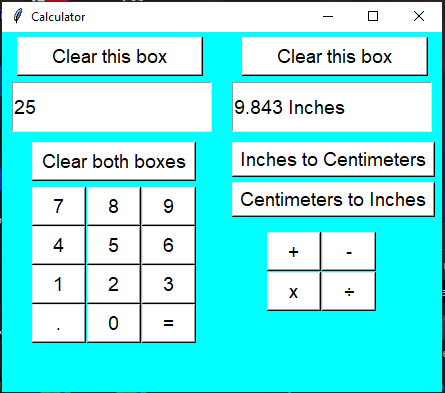 Calculator
Clear this box
Clear this box
25
9.843 Inches
Clear both boxes
Inches to Centimeters
Centimeters to Inches
7 8 9
4 5 6
1 2 3
. 0 =
+ -
x ÷